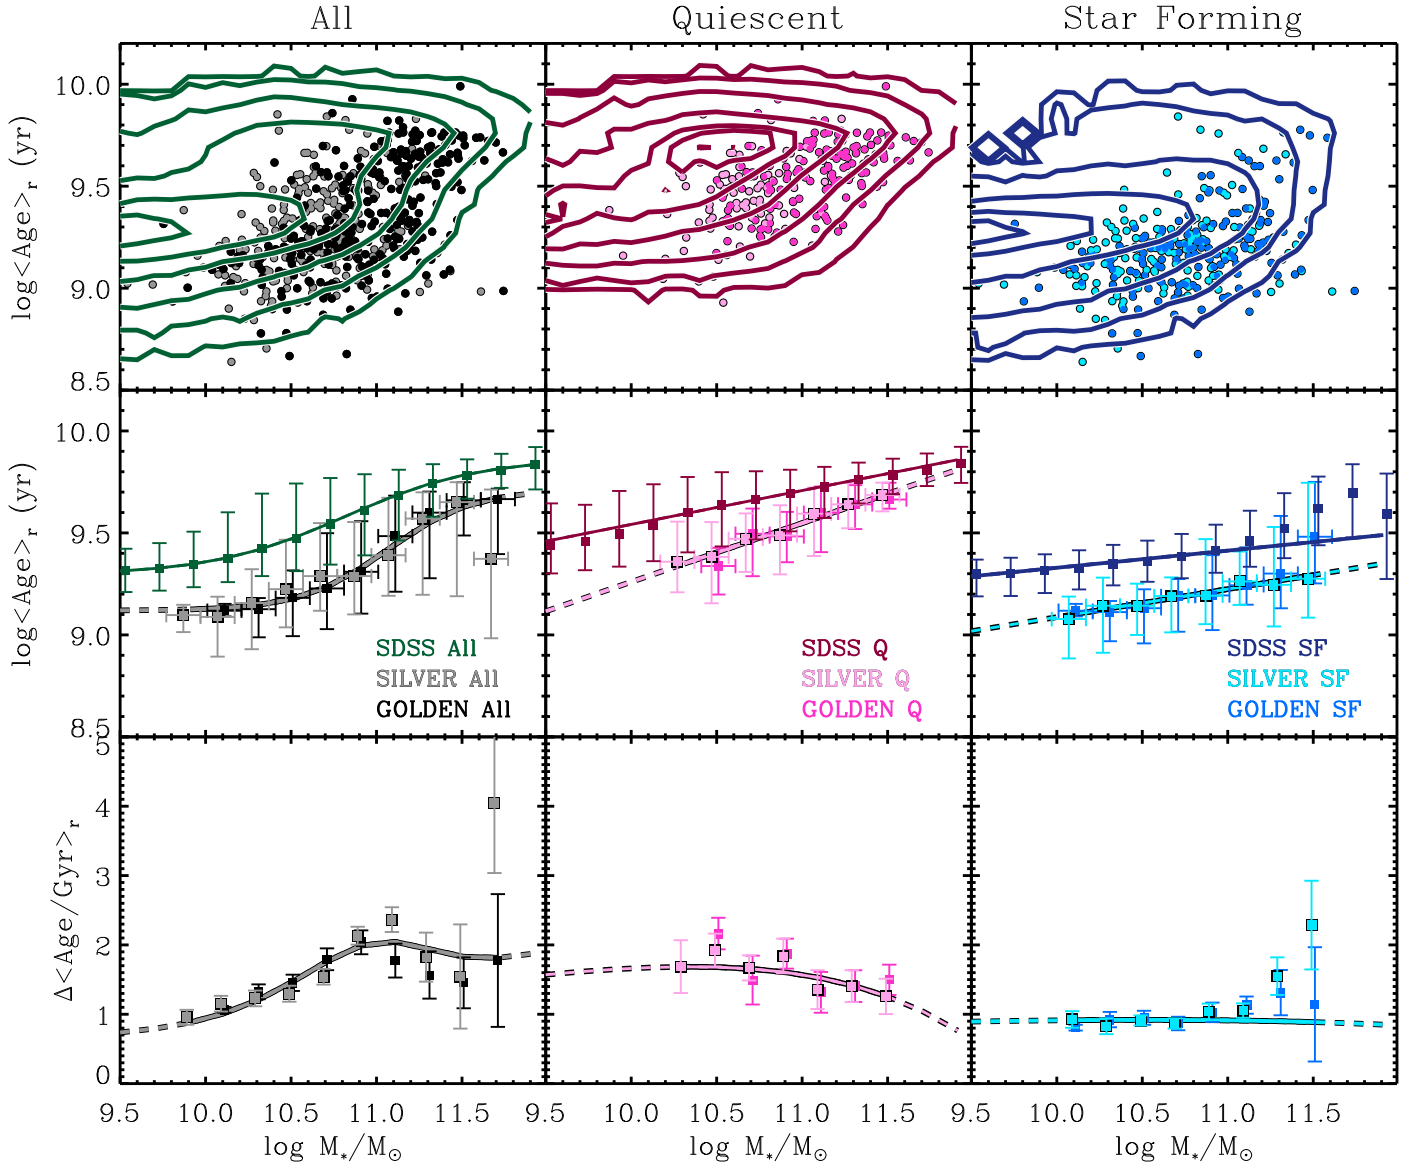 All Quiescent Star Forming
log<Age>r (yr)
10.0
9.5
9.0
8.5
log<Age>r (yr)
10.0
9.5
9.0
8.5
SDSS All
SILVER All
GOLDEN All
SDSS Q
SILVER Q
GOLDEN Q
SDSS SF
SILVER SF
GOLDEN SF
Δ<Age/Gyr>r
5
4
3
2
1
0
9.5 10.0 10.5 11.0 11.5 9.5 10.0 10.5 11.0 11.5 9.5 10.0 10.5 11.0 11.5
log M*/M⊙ log M*/M⊙ log M*/M⊙